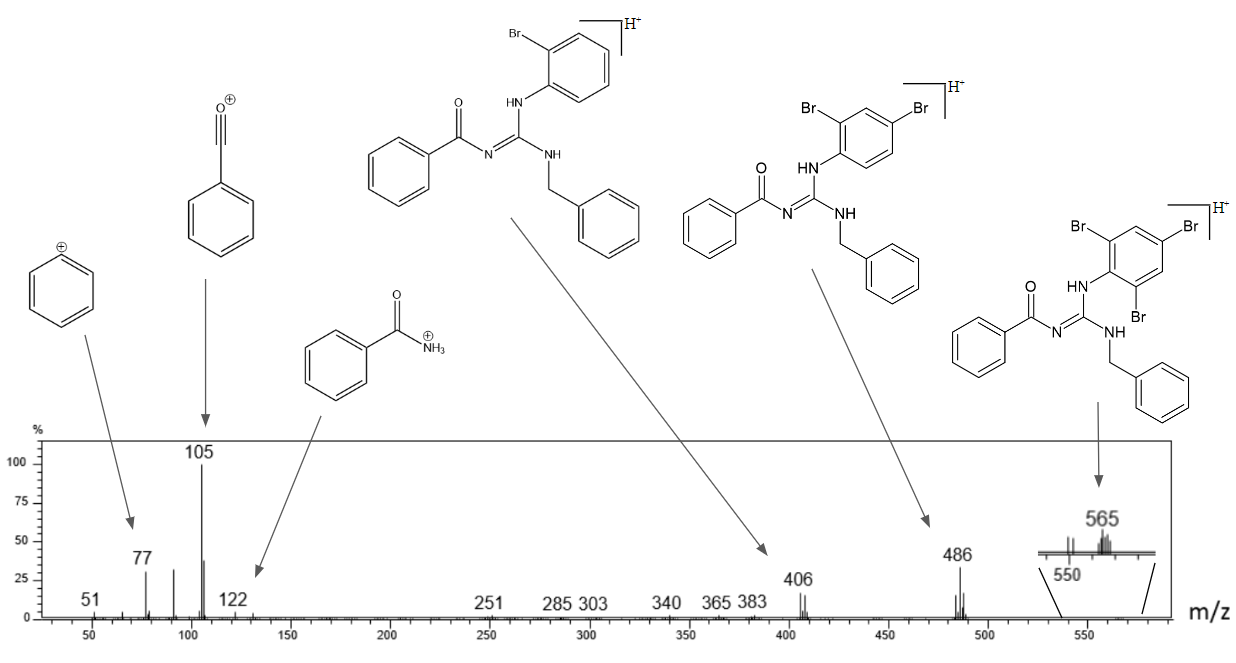 Br
H⁺
O
HN
N
NH
O
⊕
⊕
O
⊕
NH₃
Br
Br
H⁺
O
HN
N
NH
Br
Br
H⁺
O
HN
Br
N
NH
%
100
75
50
25
0
51
77
105
122
251
285
303
340
365
383
406
486
565
550
50
100
150
200
250
300
350
400
450
500
550
m/z